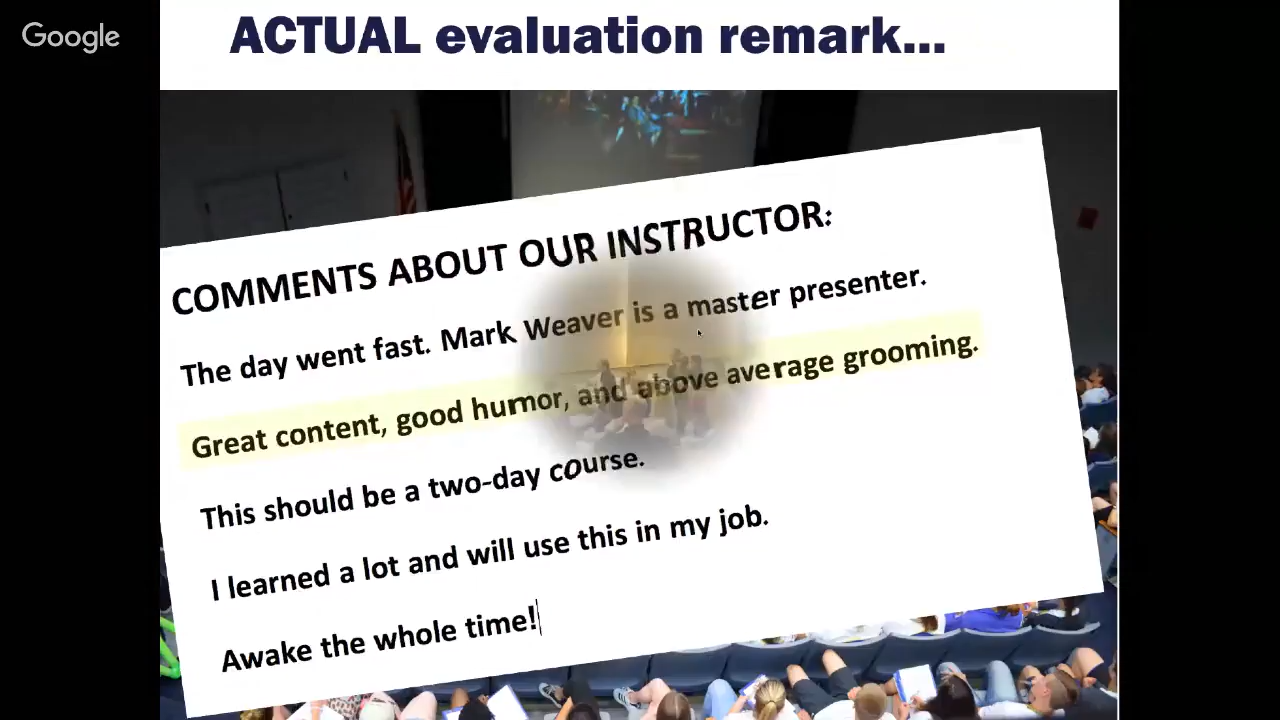 Google
ACTUAL evaluation remark...
COMMENTS ABOUT OUR INSTRUCTOR:
The day went fast. Mark Weaver is a master presenter.
Great content, good humor, and above average grooming.
This should be a two-day course.
I learned a lot and will use this in my job.
Awake the whole time!